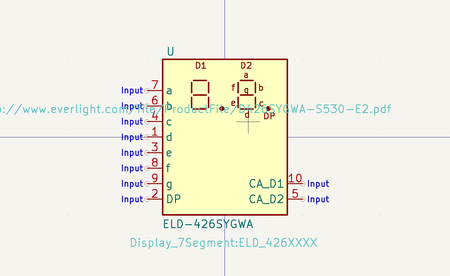 U
D1 D2
a
f b
e c
d DP
Input 7 a
Input 6 b
://www.everlight.com/file/ProductFile/D426SYGWA-S530-E2.pdf
Input 4 c
Input 1 d
Input 3 e
Input 8 f
Input 9 g CA_D1 10 Input
Input 2 DP CA_D2 5 Input
ELD-426SYGWA
Display_7Segment:ELD_426XXXX